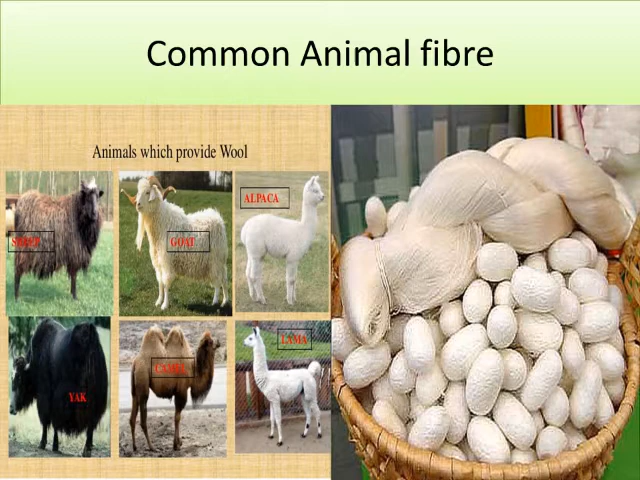 Common Animal fibre
Animals which provide Wool
SHEEP
GOAT
ALPACA
YAK
CAMEL
LAMA